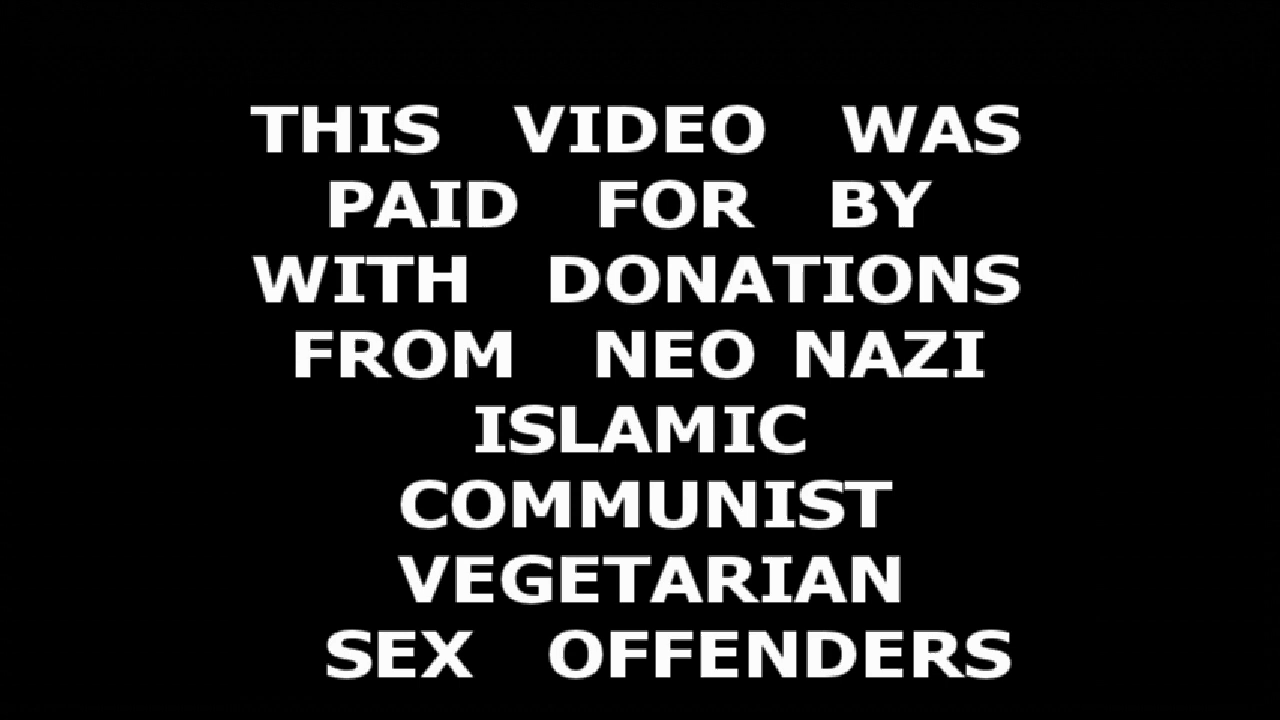 THIS VIDEO WAS
PAID FOR BY
WITH DONATIONS
FROM NEO NAZI
ISLAMIC
COMMUNIST
VEGETARIAN
SEX OFFENDERS